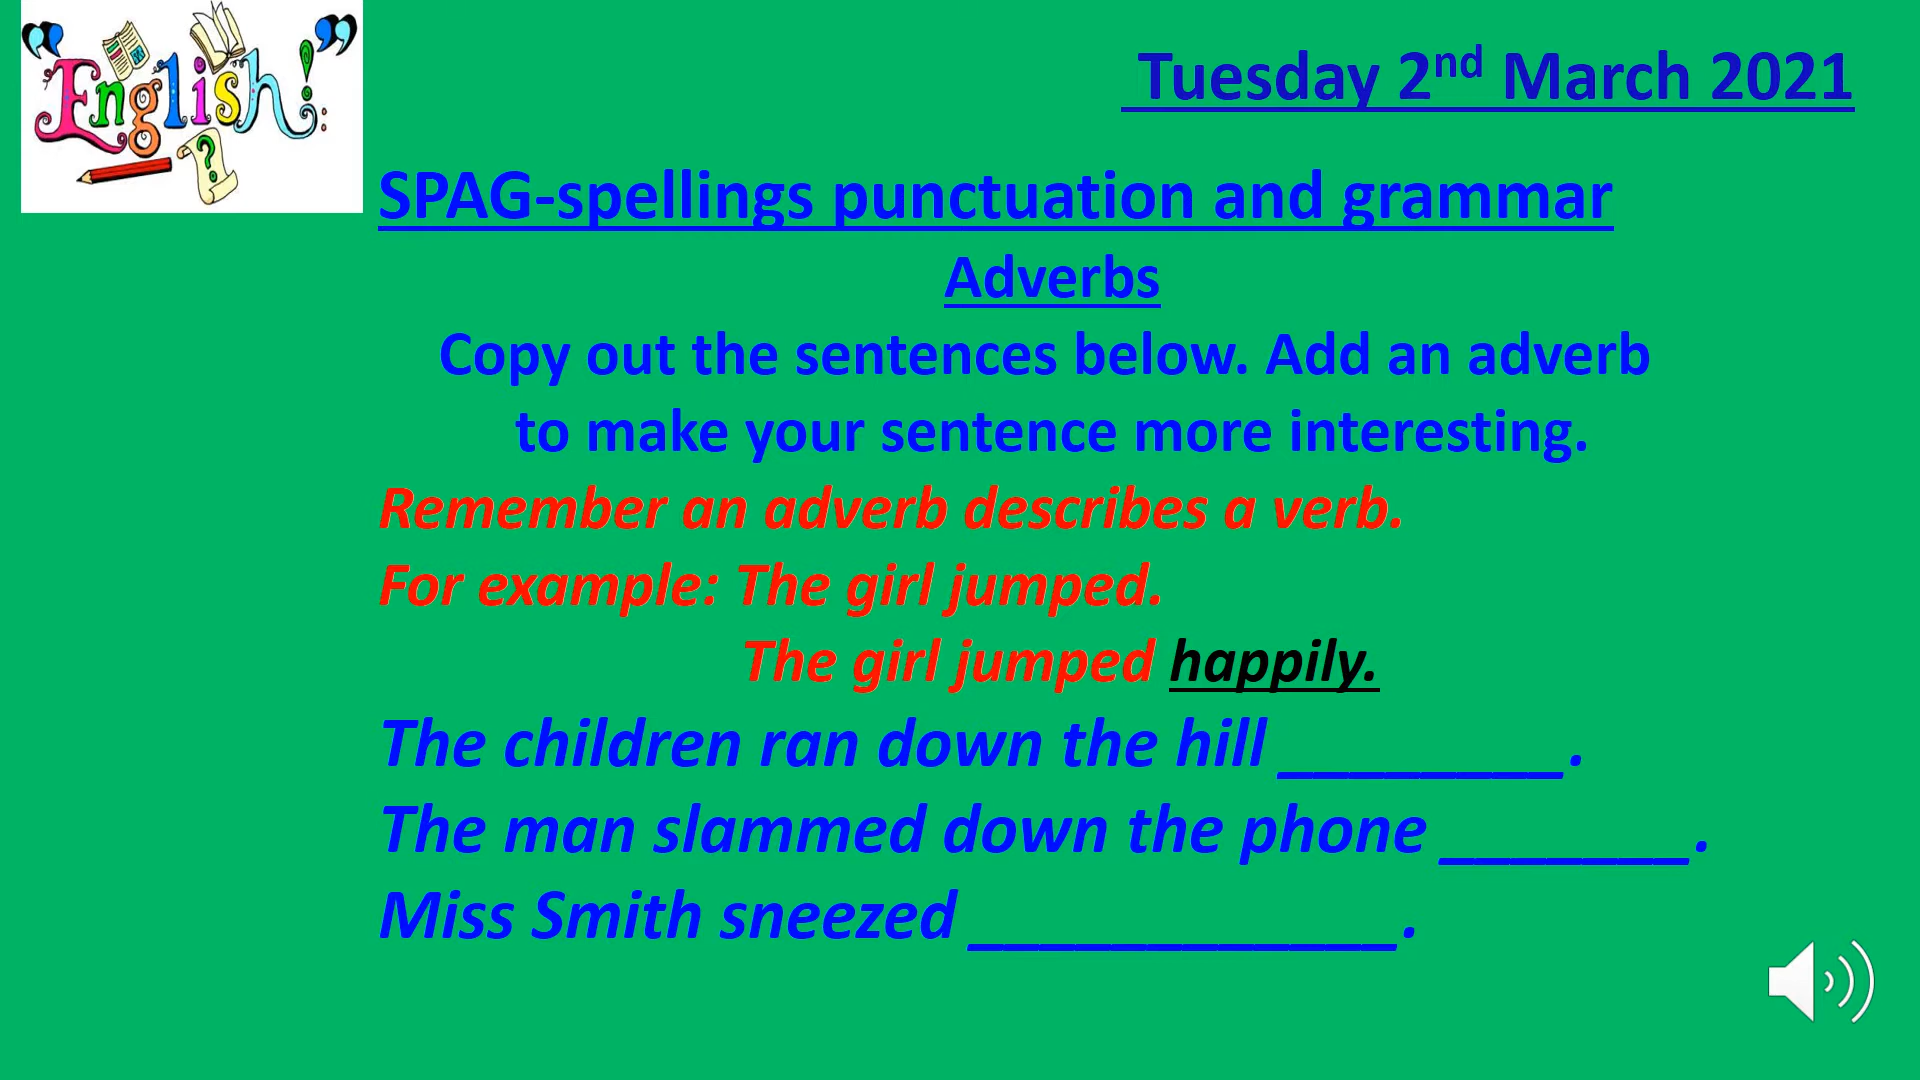 English!
?
Tuesday 2nd March 2021
SPAG-spellings punctuation and grammar
Adverbs
Copy out the sentences below. Add an adverb
to make your sentence more interesting.
Remember an adverb describes a verb.
For example: The girl jumped.
The girl jumped happily.
The children ran down the hill ________.
The man slammed down the phone _______.
Miss Smith sneezed ____________.